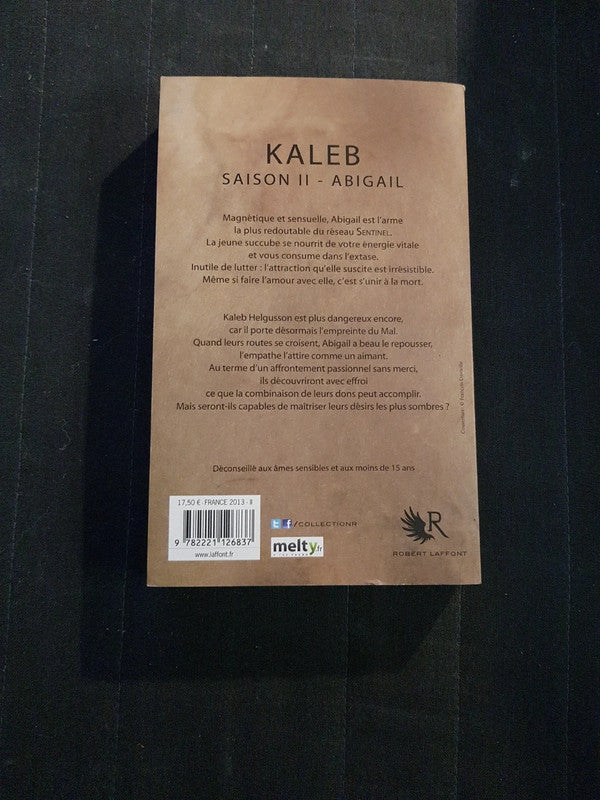 KALEB
SAISON II - ABIGAIL
Magnétique et sensuelle, Abigail est l'arme
la plus redoutable du réseau SENTINEL.
La jeune succube se nourrit de votre énergie vitale
et vous consume dans l'extase.
Inutile de lutter : l'attraction qu'elle suscite est irrésistible.
Même si faire l'amour avec elle, c'est s'unir à la mort.
Kaleb Helgusson est plus dangereux encore,
car il porte désormais l'empreinte du Mal.
Quand leurs routes se croisent, Abigail a beau le repousser,
l'empathe l'attire comme un aimant.
Au terme d'un affrontement passionnel sans merci,
ils découvriront avec effroi
ce que la combinaison de leurs dons peut accomplir.
Mais seront-ils capables de maîtriser leurs désirs les plus sombres ?
Déconseillé aux âmes sensibles et aux moins de 15 ans
17,50 € - FRANCE 2013 - II
9 782221 126837
www.laffont.fr
/COLLECTIONR
melty.fr
R
ROBERT LAFFONT